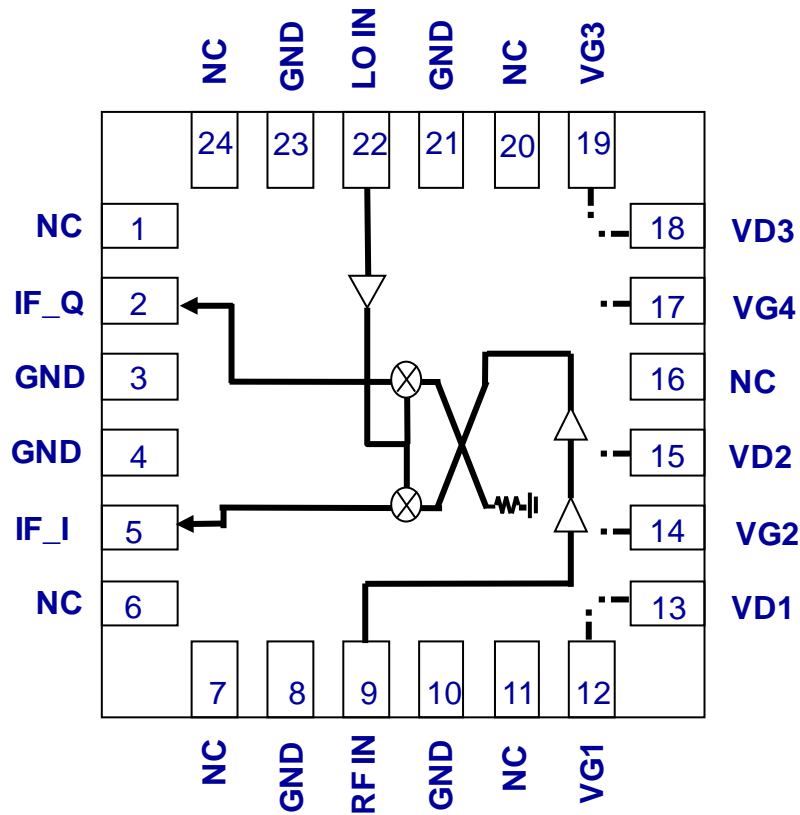 NC GND LO IN GND NC VG3
24 23 22 21 20 19
NC 1 18 VD3
IF_Q 2 17 VG4
GND 3 16 NC
GND 4 15 VD2
IF_I 5 14 VG2
NC 6 13 VD1
7 8 9 10 11 12
NC GND RF IN GND NC VG1